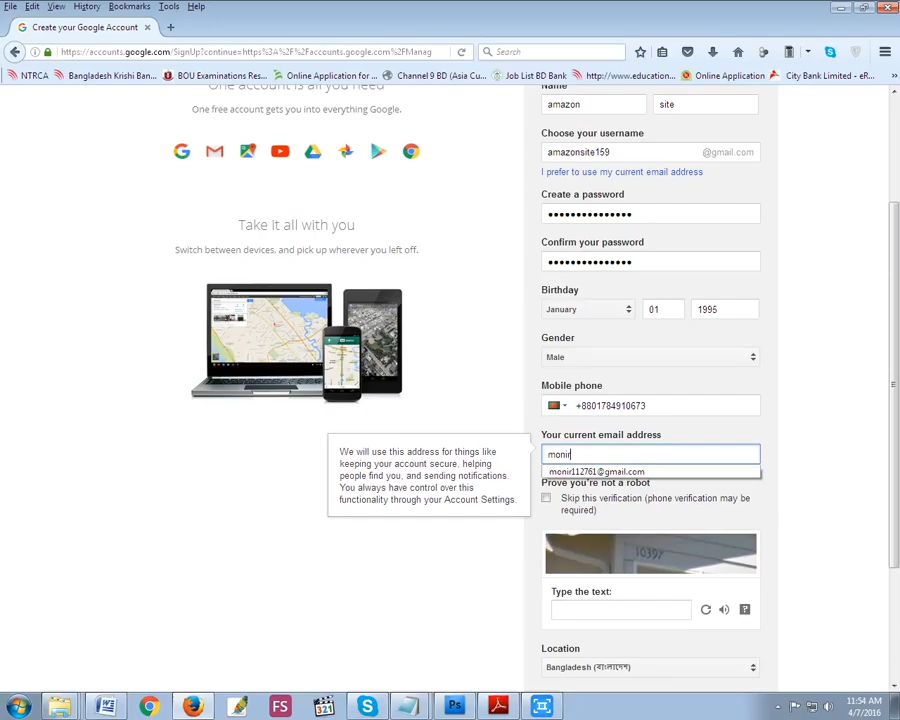 File Edit View History Bookmarks Tools Help
Create your Google Account
https://accounts.google.com/SignUp?continue=https%3A%2F%2Faccounts.google.com%2FManag
Search
NTRCA Bangladesh Krishi Ban... BOU Examinations Res... Online Application for ... Channel 9 BD (Asia Cu... Job List BD Bank http://www.education... Online Application City Bank Limited - eR...
One account is all you need
One free account gets you into everything Google.
Take it all with you
Switch between devices, and pick up wherever you left off.
Name
amazon site
Choose your username
amazonsite159 @gmail.com
I prefer to use my current email address
Create a password
Confirm your password
Birthday
January 01 1995
Gender
Male
Mobile phone
+8801784910673
Your current email address
monir
monir112761@gmail.com
We will use this address for things like
keeping your account secure, helping
people find you, and sending notifications.
You always have control over this
functionality through your Account Settings.
Prove you're not a robot
Skip this verification (phone verification may be
required)
10397
Type the text:
Location
Bangladesh (বাংলাদেশ)
FS
321
Ps
11:54 AM
4/7/2016